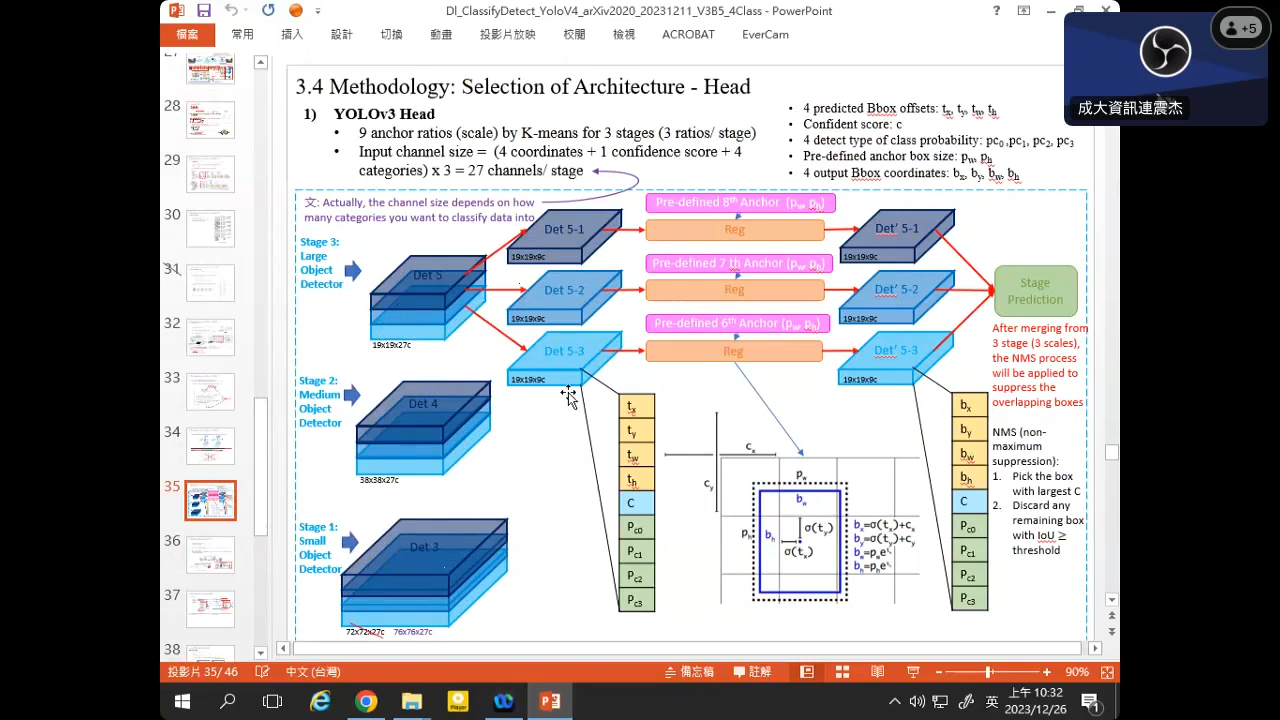 Dl_ClassifyDetect_YoloV4_arXiv2020_20231211_V3B5_4Class - PowerPoint
+5
成大資訊連震杰
檔案 常用 插入 設計 切換 動畫 投影片放映 校閱 檢視 ACROBAT EverCam
28
29
30
31
32
33
34
35
36
37
38
3.4 Methodology: Selection of Architecture - Head
1) YOLOv3 Head
• 9 anchor ratios (scale) by K-means for 3 stages (3 ratios/ stage)
• Input channel size = (4 coordinates + 1 confidence score + 4
categories) x 3 = 27 channels/ stage
• 4 predicted Bbox offsets: tx, ty, tw, th
• Confident score: c
• 4 detect type of class probability: pc0 ,pc1, pc2, pc3
• Pre-defined anchor box size: pw, ph
• 4 output Bbox coordinates: bx, by, bw, bh
文: Actually, the channel size depends on how
many categories you want to classify data into
Stage 3:
Large
Object
Detector
Det 5
19x19x27c
Det 5-1
19x19x9c
Pre-defined 8th Anchor (pw, ph)
Reg
Det' 5-1
19x19x9c
Det 5-2
19x19x9c
Pre-defined 7 th Anchor (pw, ph)
Reg
Det' 5-2
19x19x9c
Det 5-3
19x19x9c
Pre-defined 6th Anchor (pw, ph)
Reg
Det' 5-3
19x19x9c
Stage
Prediction
After merging from
3 stage (3 scales),
the NMS process
will be applied to
suppress the
overlapping boxes
NMS (non-
maximum
suppression):
1. Pick the box
with largest C
2. Discard any
remaining box
with IoU ≥
threshold
Stage 2:
Medium
Object
Detector
Det 4
38x38x27c
Stage 1:
Small
Object
Detector
Det 3
72x72x27c 76x76x27c
tx
ty
tw
th
C
Pc0
Pc1
Pc2
Pc3
cx
cy
pw
bw
ph
bh
σ(ty)
σ(tx)
bx=σ(tx)+cx
by=σ(ty)+cy
bw=pwe^tw
bh=phe^th
bx
by
bw
bh
C
Pc0
Pc1
Pc2
Pc3
投影片 35/ 46 中文 (台灣) 備忘稿 註解 90%
英
上午 10:32
2023/12/26
1